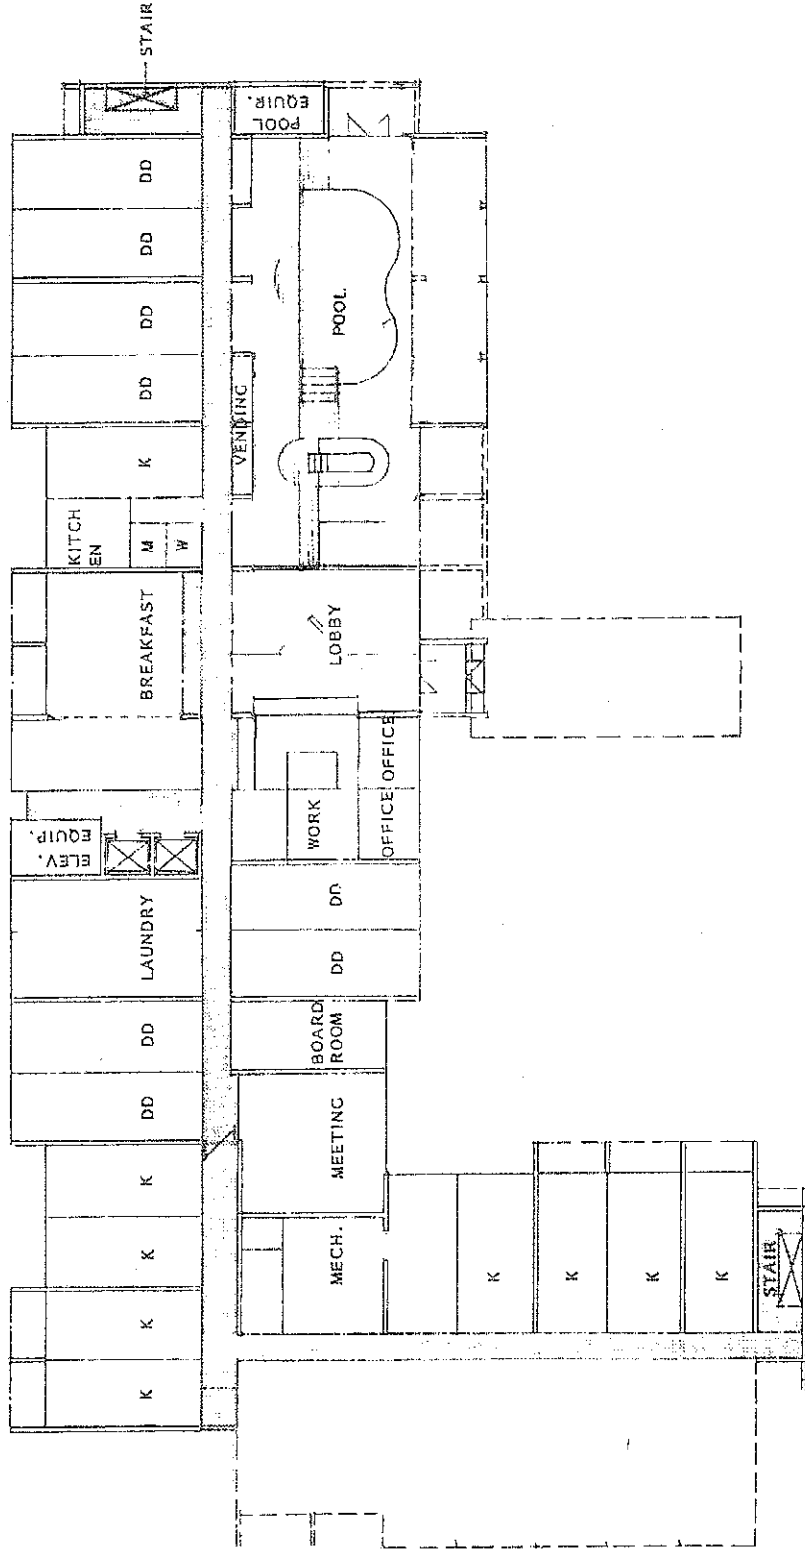 STAIR
POOL
EQUIP.
DD
DD
DD
DD
POOL
K
VENDING
KITCH
EN
M
W
BREAKFAST
LOBBY
OFFICE
OFFICE
WORK
ELEV.
EQUIP.
DD
DD
LAUNDRY
BOARD
ROOM
DD
DD
MEETING
K
K
K
K
MECH.
K
K
K
K
STAIR